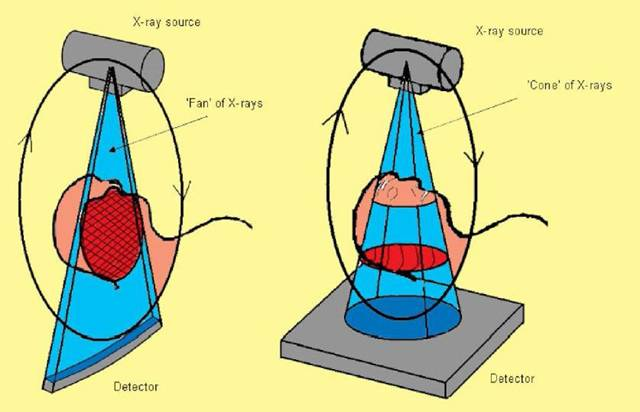 X-ray source
'Fan' of X-rays
Detector
X-ray source
'Cone' of X-rays
Detector